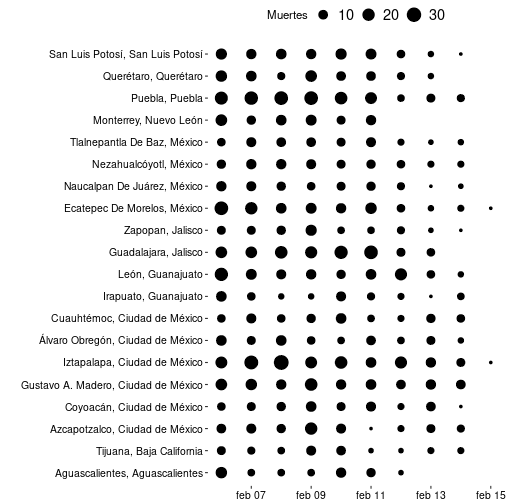 Muertes 10 20 30
San Luis Potosí, San Luis Potosí
Querétaro, Querétaro
Puebla, Puebla
Monterrey, Nuevo León
Tlalnepantla De Baz, México
Nezahualcóyotl, México
Naucalpan De Juárez, México
Ecatepec De Morelos, México
Zapopan, Jalisco
Guadalajara, Jalisco
León, Guanajuato
Irapuato, Guanajuato
Cuauhtémoc, Ciudad de México
Álvaro Obregón, Ciudad de México
Iztapalapa, Ciudad de México
Gustavo A. Madero, Ciudad de México
Coyoacán, Ciudad de México
Azcapotzalco, Ciudad de México
Tijuana, Baja California
Aguascalientes, Aguascalientes
feb 07 feb 09 feb 11 feb 13 feb 15